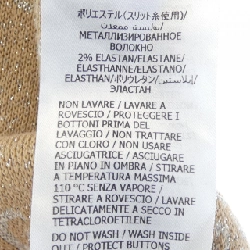 ポリエステル(スリット糸使用)/
МЕТАЛЛИЗИРОВАННОЕ
ВОЛОКНО
2% ELASTAN/ELASTANE/
ELASTHANNE/ELASTANO/
ELASTHAN/ポリウレタン/
ЭЛАСТАН
NON LAVARE / LAVARE A
ROVESCIO / PROTEGGERE I
BOTTONI PRIMA DEL
LAVAGGIO / NON TRATTARE
CON CLORO / NON USARE
ASCIUGATRICE / ASCIUGARE
IN PIANO IN OMBRA / STIRARE
A TEMPERATURA MASSIMA
110°C SENZA VAPORE /
STIRARE A ROVESCIO / LAVARE
DELICATAMENTE A SECCO IN
TETRACLOROETILENE
DO NOT WASH / WASH INSIDE
OUT / PROTECT BUTTONS